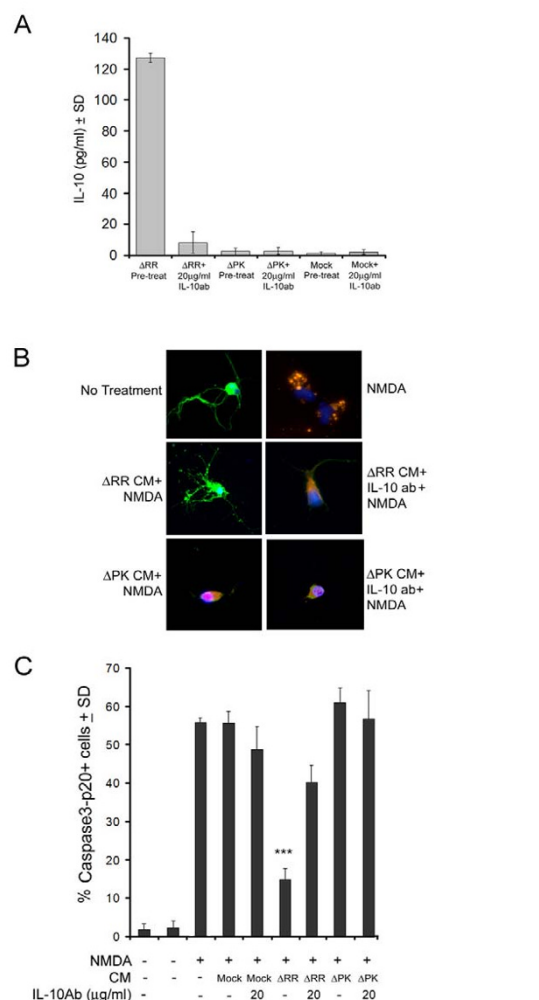 A
IL-10 (pg/ml) ± SD
140
120
100
80
60
40
20
0
ΔRR Pre-treat
ΔRR+ 20μg/ml IL-10ab
ΔPK Pre-treat
ΔPK+ 20μg/ml IL-10ab
Mock Pre-treat
Mock+ 20μg/ml IL-10ab
B
No Treatment
NMDA
ΔRR CM+
NMDA
ΔRR CM+
IL-10 ab+
NMDA
ΔPK CM+
NMDA
ΔPK CM+
IL-10 ab+
NMDA
C
% Caspase3-p20+ cells ± SD
70
60
50
40
30
20
10
0
***
NMDA - - + + + + + + +
CM - - - Mock Mock ΔRR ΔRR ΔPK ΔPK
IL-10Ab (μg/ml) - 20 - - 20 - 20 - 20